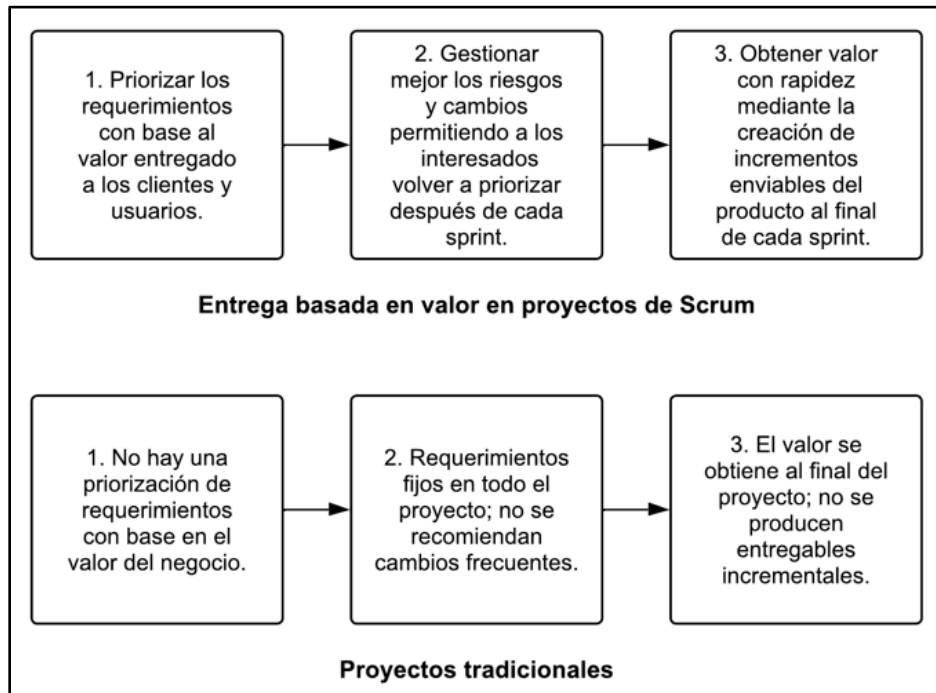 1. Priorizar los
requerimientos
con base al
valor entregado
a los clientes y
usuarios.
2. Gestionar
mejor los riesgos
y cambios
permitiendo a los
interesados
volver a priorizar
después de cada
sprint.
3. Obtener valor
con rapidez
mediante la
creación de
incrementos
enviables del
producto al final
de cada sprint.
Entrega basada en valor en proyectos de Scrum
1. No hay una
priorización de
requerimientos
con base en el
valor del negocio.
2. Requerimientos
fijos en todo el
proyecto; no se
recomiendan
cambios frecuentes.
3. El valor se
obtiene al final del
proyecto; no se
producen
entregables
incrementales.
Proyectos tradicionales